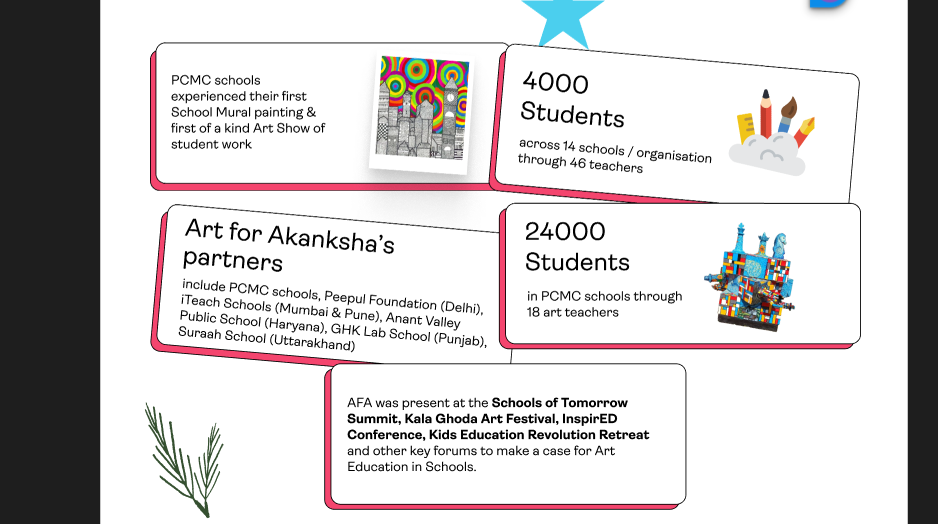 PCMC schools
experienced their first
School Mural painting &
first of a kind Art Show of
student work
4000
Students
across 14 schools / organisation
through 46 teachers
Art for Akanksha's
partners
include PCMC schools, Peepul Foundation (Delhi),
iTeach Schools (Mumbai & Pune), Anant Valley
Public School (Haryana), GHK Lab School (Punjab),
Suraah School (Uttarakhand)
24000
Students
in PCMC schools through
18 art teachers
AFA was present at the Schools of Tomorrow
Summit, Kala Ghoda Art Festival, InspirED
Conference, Kids Education Revolution Retreat
and other key forums to make a case for Art
Education in Schools.